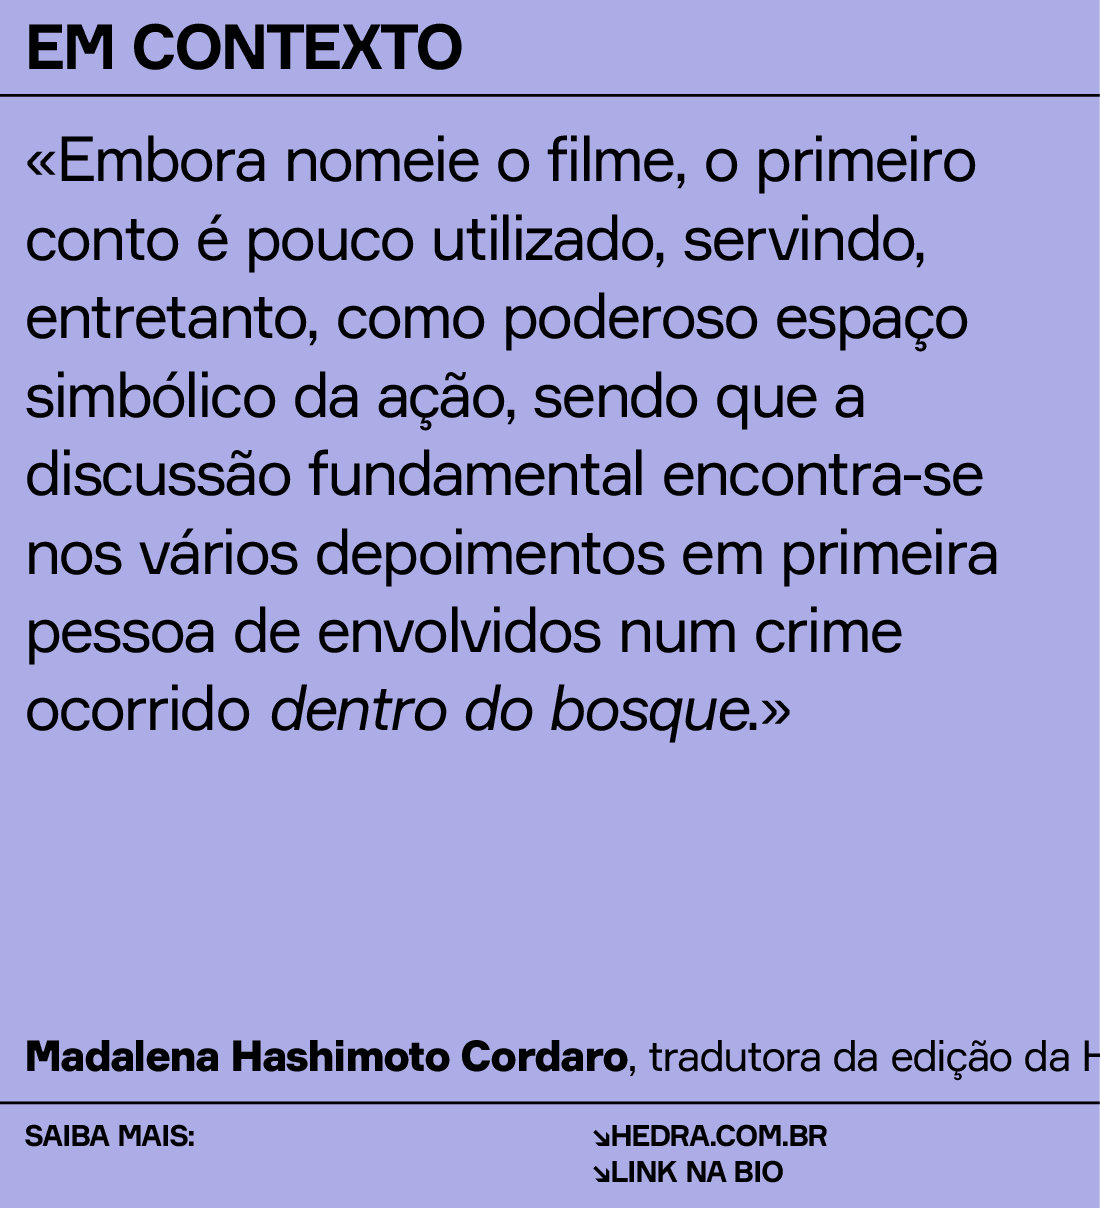 EM CONTEXTO
«Embora nomeie o filme, o primeiro
conto é pouco utilizado, servindo,
entretanto, como poderoso espaço
simbólico da ação, sendo que a
discussão fundamental encontra-se
nos vários depoimentos em primeira
pessoa de envolvidos num crime
ocorrido dentro do bosque.»
Madalena Hashimoto Cordaro, tradutora da edição da
SAIBA MAIS:
↘HEDRA.COM.BR
↘LINK NA BIO